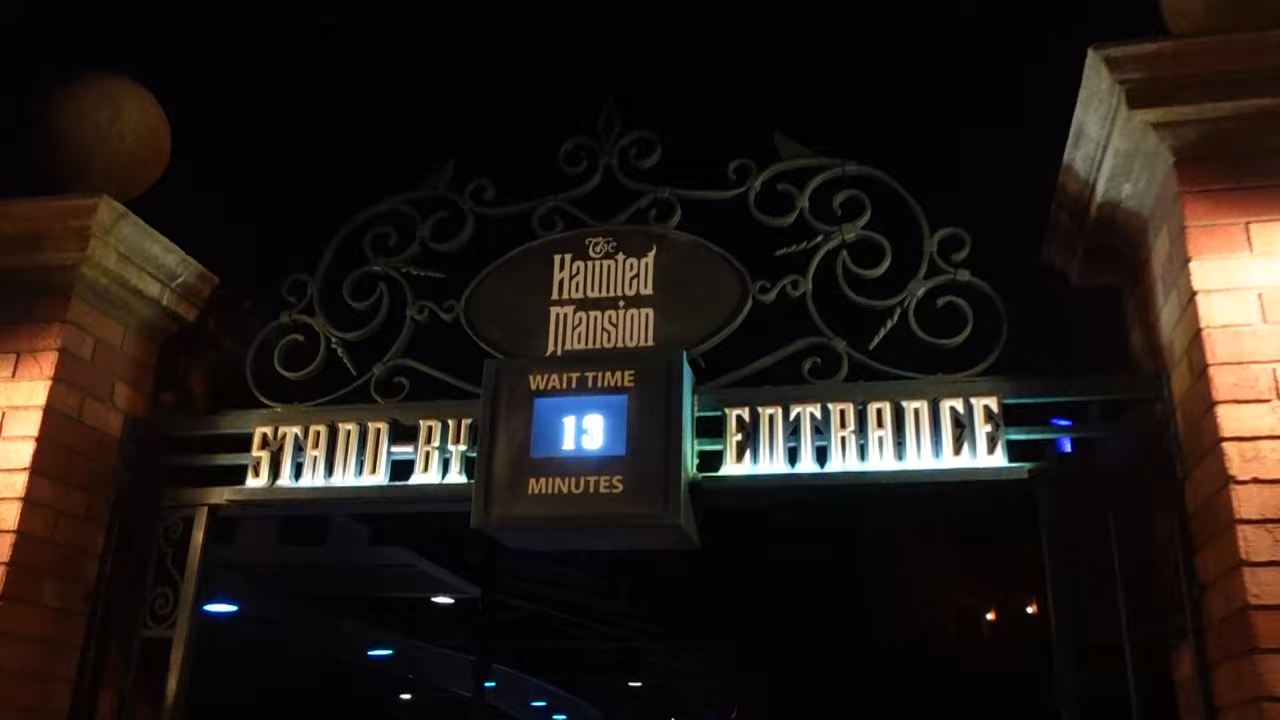 The
Haunted
Mansion
WAIT TIME
13
MINUTES
STAND-BY ENTRANCE